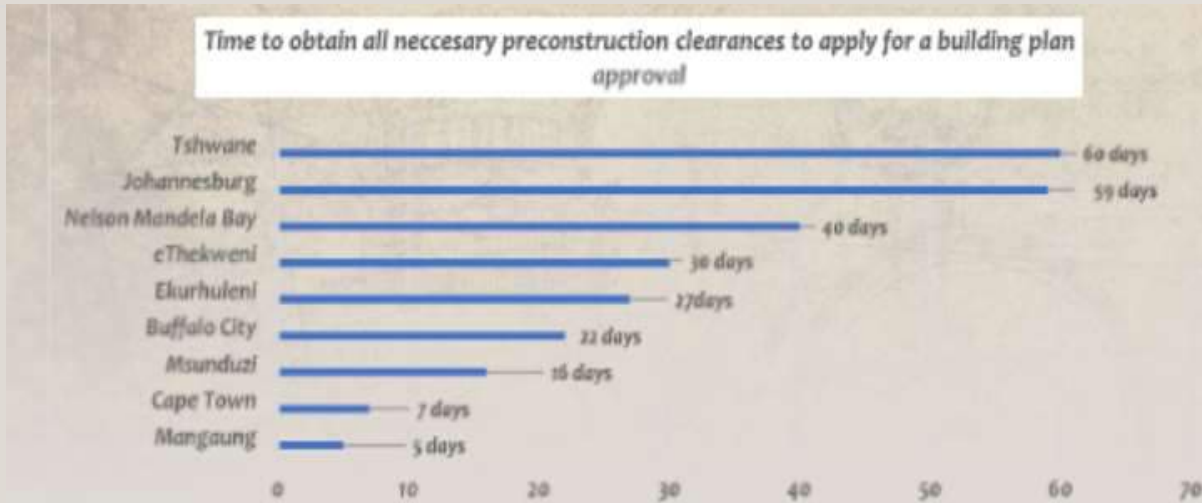 Time to obtain all neccesary preconstruction clearances to apply for a building plan
approval
Tshwane 60 days
Johannesburg 59 days
Nelson Mandela Bay 40 days
eThekweni 30 days
Ekurhuleni 27days
Buffalo City 22 days
Msunduzi 16 days
Cape Town 7 days
Mangaung 5 days
0 10 20 30 40 50 60 70